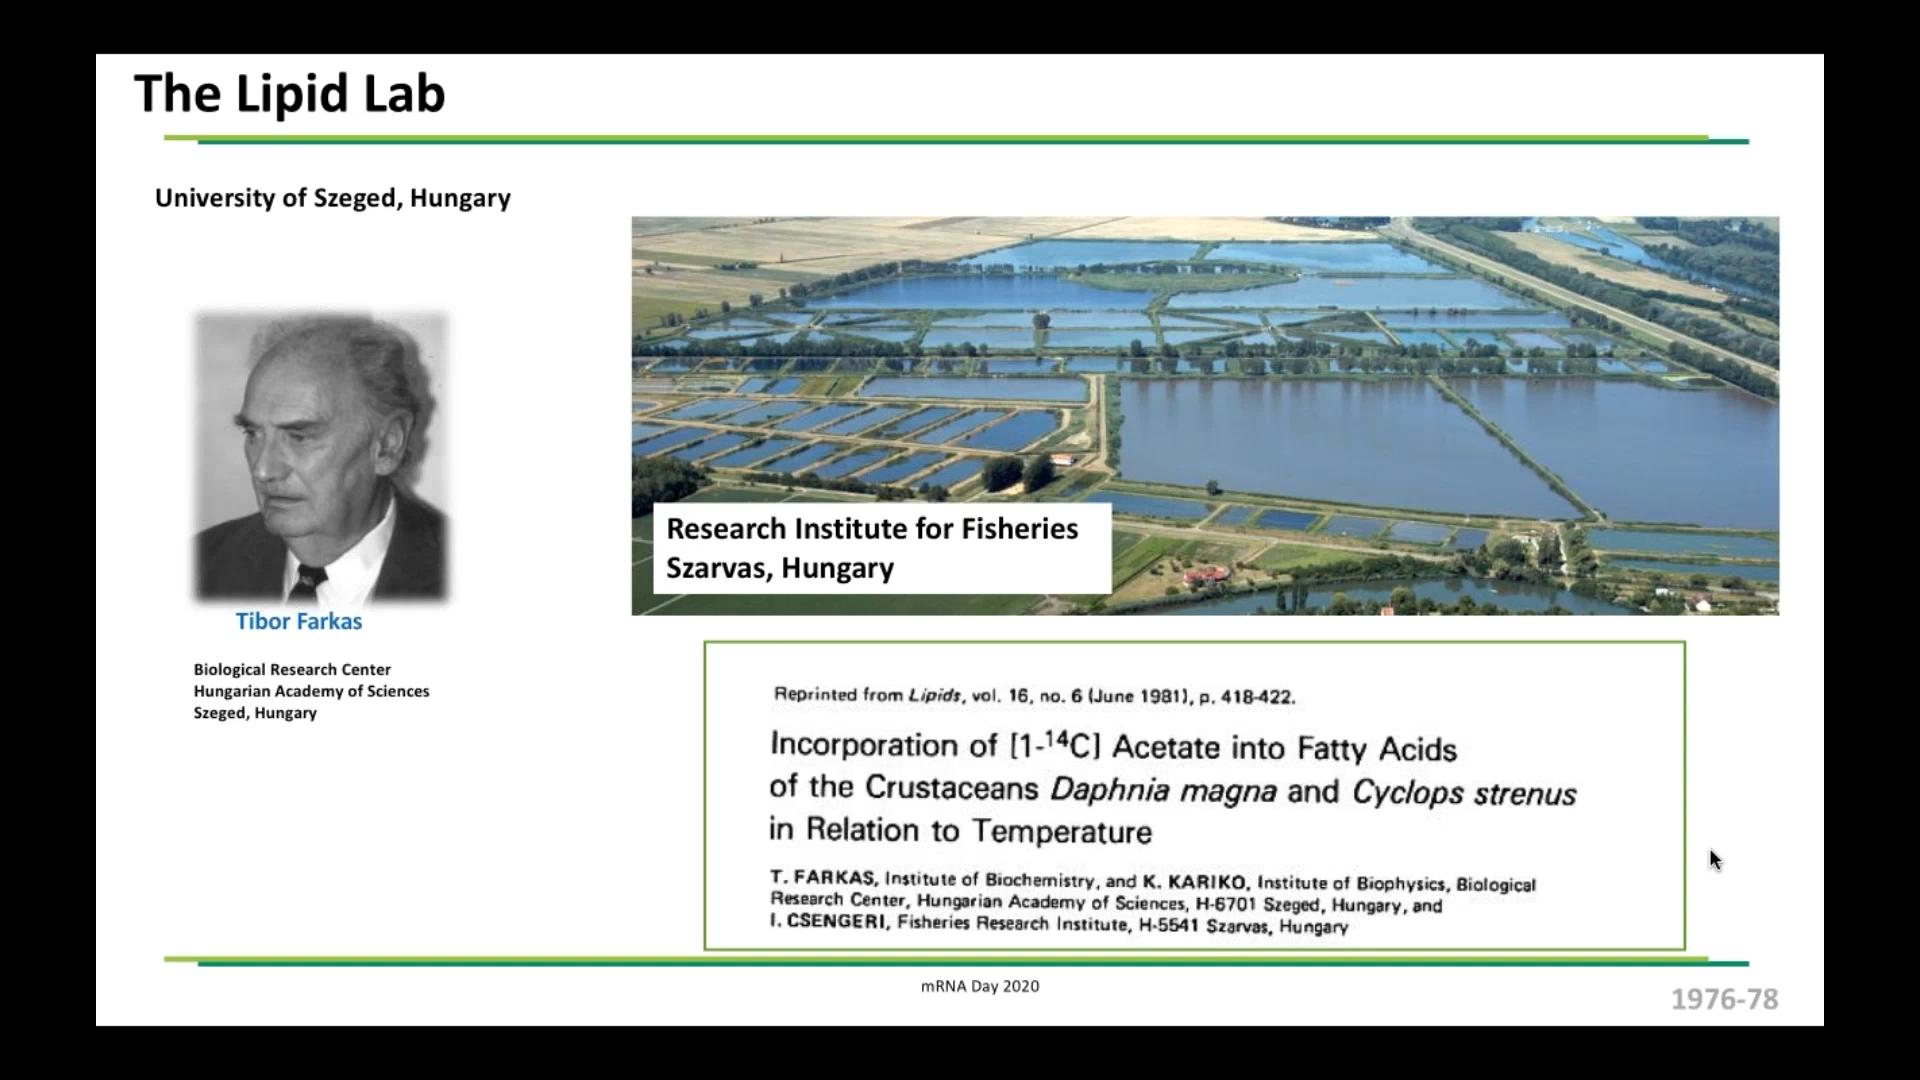 The Lipid Lab
University of Szeged, Hungary
Tibor Farkas
Biological Research Center
Hungarian Academy of Sciences
Szeged, Hungary
Research Institute for Fisheries
Szarvas, Hungary
Reprinted from Lipids, vol. 16, no. 6 (June 1981), p. 418-422.
Incorporation of [1-¹⁴C] Acetate into Fatty Acids
of the Crustaceans Daphnia magna and Cyclops strenus
in Relation to Temperature
T. FARKAS, Institute of Biochemistry, and K. KARIKO, Institute of Biophysics, Biological
Research Center, Hungarian Academy of Sciences, H-6701 Szeged, Hungary, and
I. CSENGERI, Fisheries Research Institute, H-5541 Szarvas, Hungary
mRNA Day 2020
1976-78